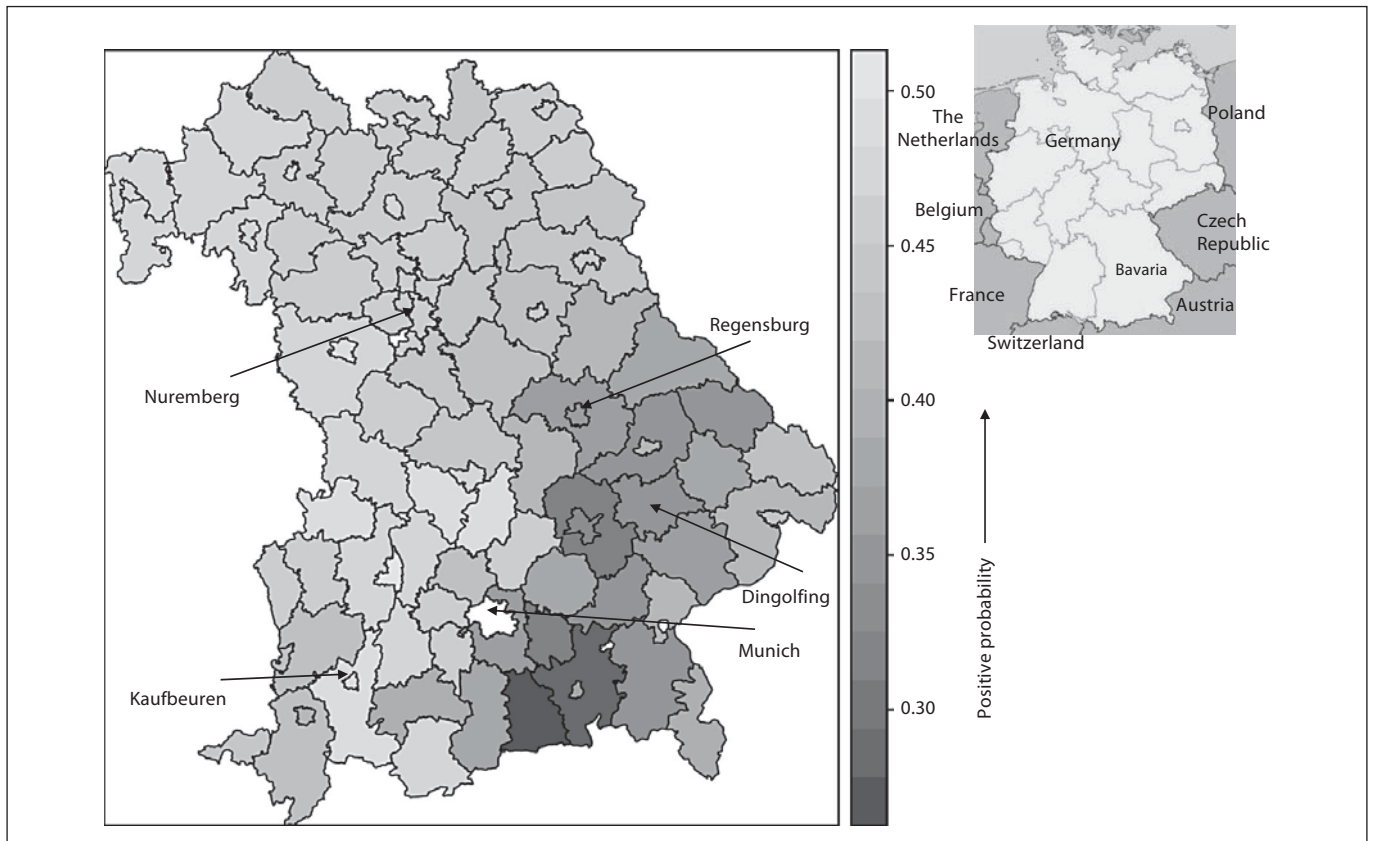 Nuremberg
Regensburg
Dingolfing
Munich
Kaufbeuren
0.50
0.45
0.40
0.35
0.30
Positive probability
The
Netherlands
Germany
Poland
Belgium
Czech
Republic
Bavaria
France
Austria
Switzerland